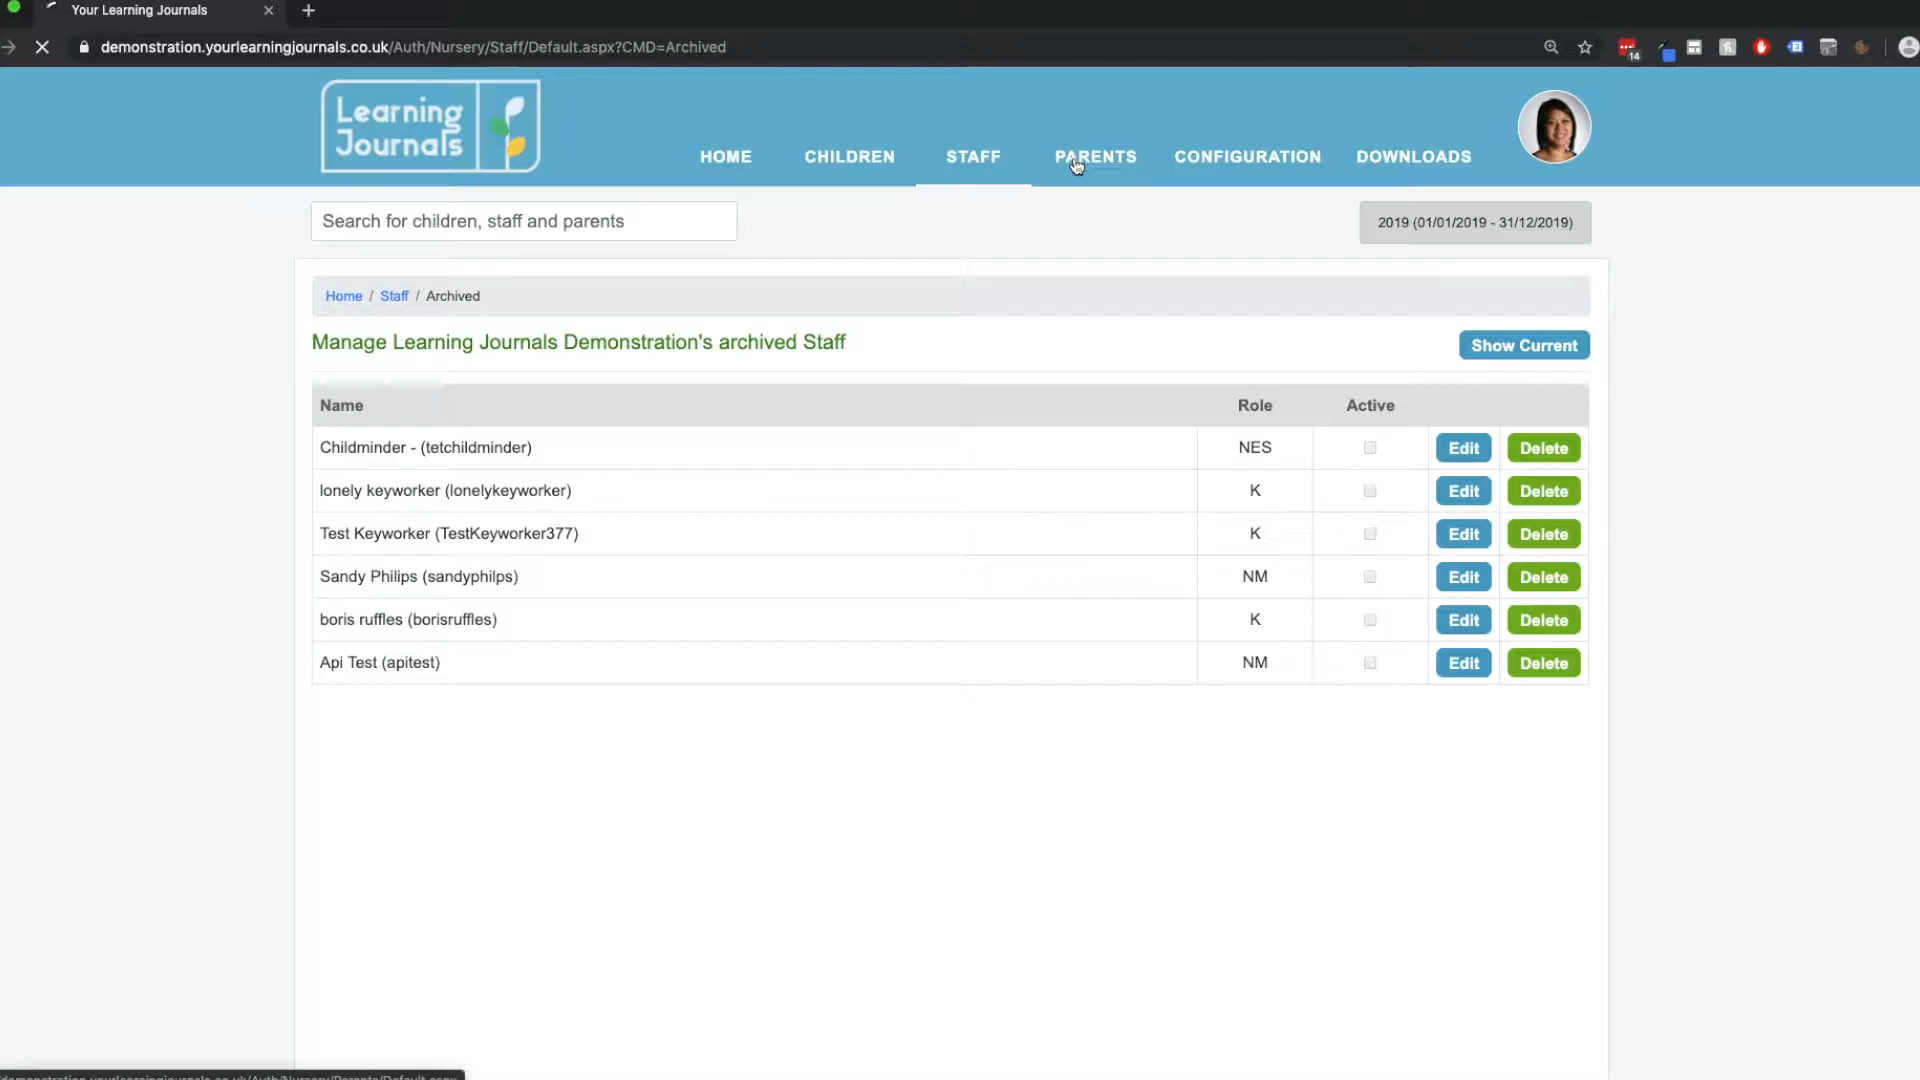 Your Learning Journals
demonstration.yourlearningjournals.co.uk/Auth/Nursery/Staff/Default.aspx?CMD=Archived
14
Learning
Journals
HOME
CHILDREN
STAFF
PARENTS
CONFIGURATION
DOWNLOADS
Search for children, staff and parents
2019 (01/01/2019 - 31/12/2019)
Home / Staff / Archived
Manage Learning Journals Demonstration's archived Staff
Show Current
Name Role Active
Childminder - (tetchildminder) NES Edit Delete
lonely keyworker (lonelykeyworker) K Edit Delete
Test Keyworker (TestKeyworker377) K Edit Delete
Sandy Philips (sandyphilps) NM Edit Delete
boris ruffles (borisruffles) K Edit Delete
Api Test (apitest) NM Edit Delete